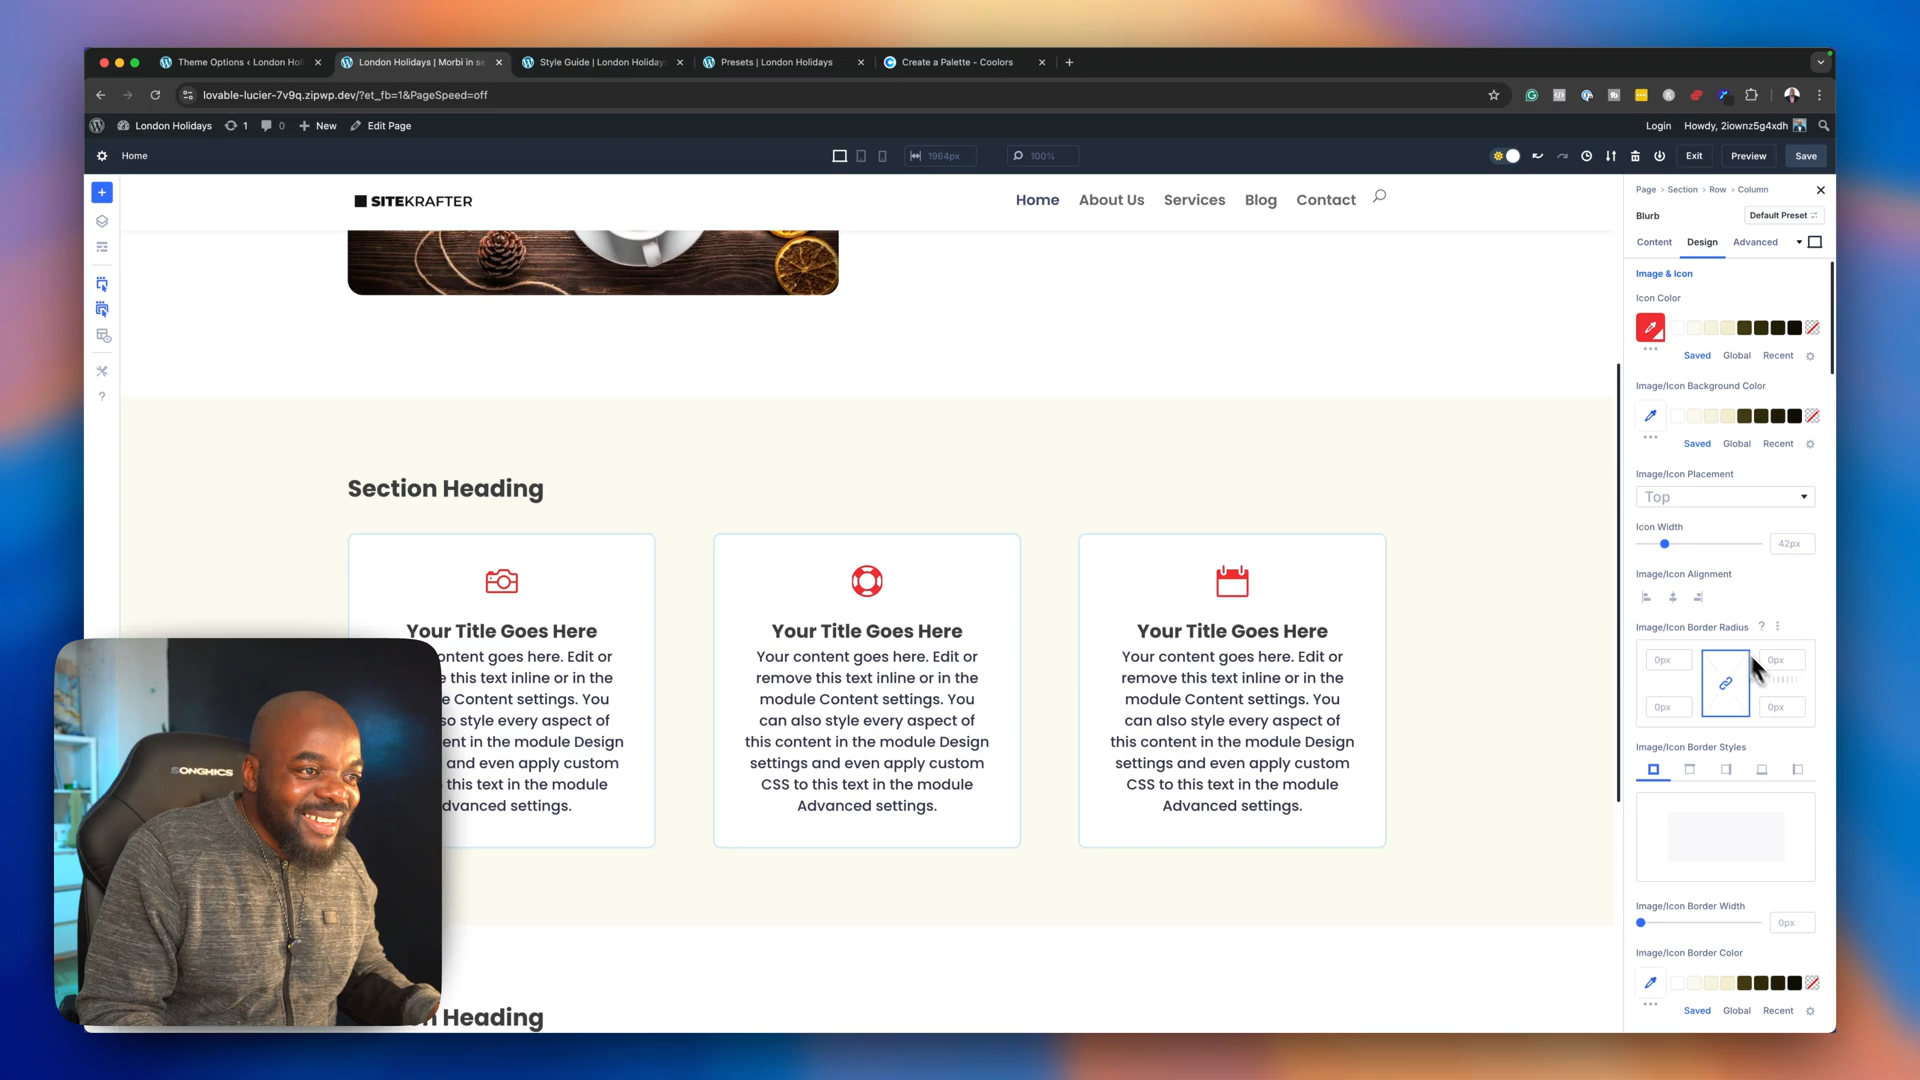 Theme Options ‹ London Holi
London Holidays | Morbi in se
Style Guide | London Holiday
Presets | London Holidays
Create a Palette - Coolors
lovable-lucier-7v9q.zipwp.dev/?et_fb=1&PageSpeed=off
London Holidays
1
0
New
Edit Page
Login
Howdy, 2iownz5g4xdh
Home
1964px
100%
Exit
Preview
Save
SITEKRAFTER
Home
About Us
Services
Blog
Contact
Section Heading
Your Title Goes Here
ontent goes here. Edit or
e this text inline or in the
e Content settings. You
so style every aspect of
ent in the module Design
and even apply custom
this text in the module
dvanced settings.
Your Title Goes Here
Your content goes here. Edit or
remove this text inline or in the
module Content settings. You
can also style every aspect of
this content in the module Design
settings and even apply custom
CSS to this text in the module
Advanced settings.
Your Title Goes Here
Your content goes here. Edit or
remove this text inline or in the
module Content settings. You
can also style every aspect of
this content in the module Design
settings and even apply custom
CSS to this text in the module
Advanced settings.
n Heading
SONGMICS
Page > Section > Row > Column
Blurb
Default Preset
Content
Design
Advanced
Image & Icon
Icon Color
Saved Global Recent
Image/Icon Background Color
Saved Global Recent
Image/Icon Placement
Top
Icon Width
42px
Image/Icon Alignment
Image/Icon Border Radius ?
0px
0px
0px
0px
Image/Icon Border Styles
Image/Icon Border Width
0px
Image/Icon Border Color
Saved Global Recent